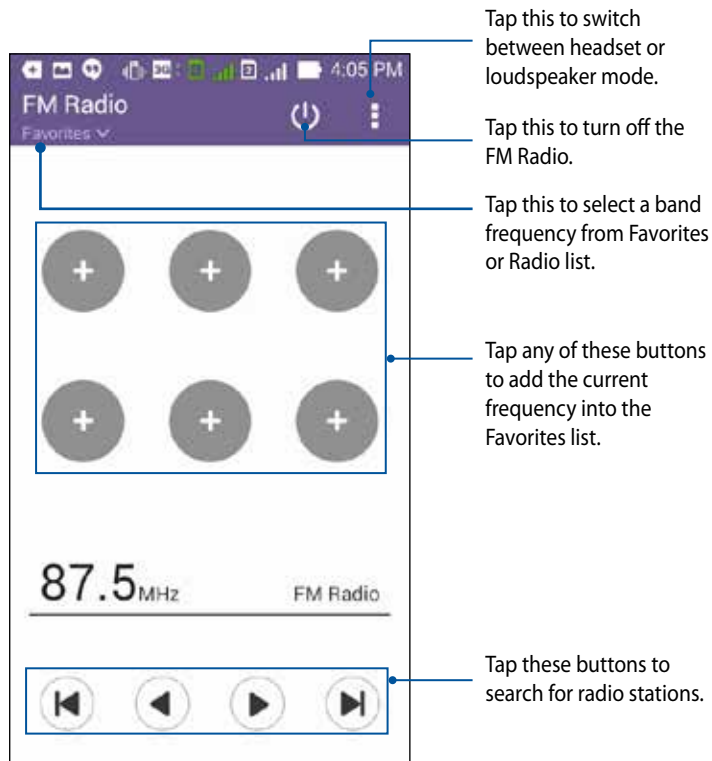 Tap this to switch
between headset or
loudspeaker mode.
4:05 PM
FM Radio
Favorites
Tap this to turn off the
FM Radio.
Tap this to select a band
frequency from Favorites
or Radio list.
Tap any of these buttons
to add the current
frequency into the
Favorites list.
87.5MHz FM Radio
Tap these buttons to
search for radio stations.